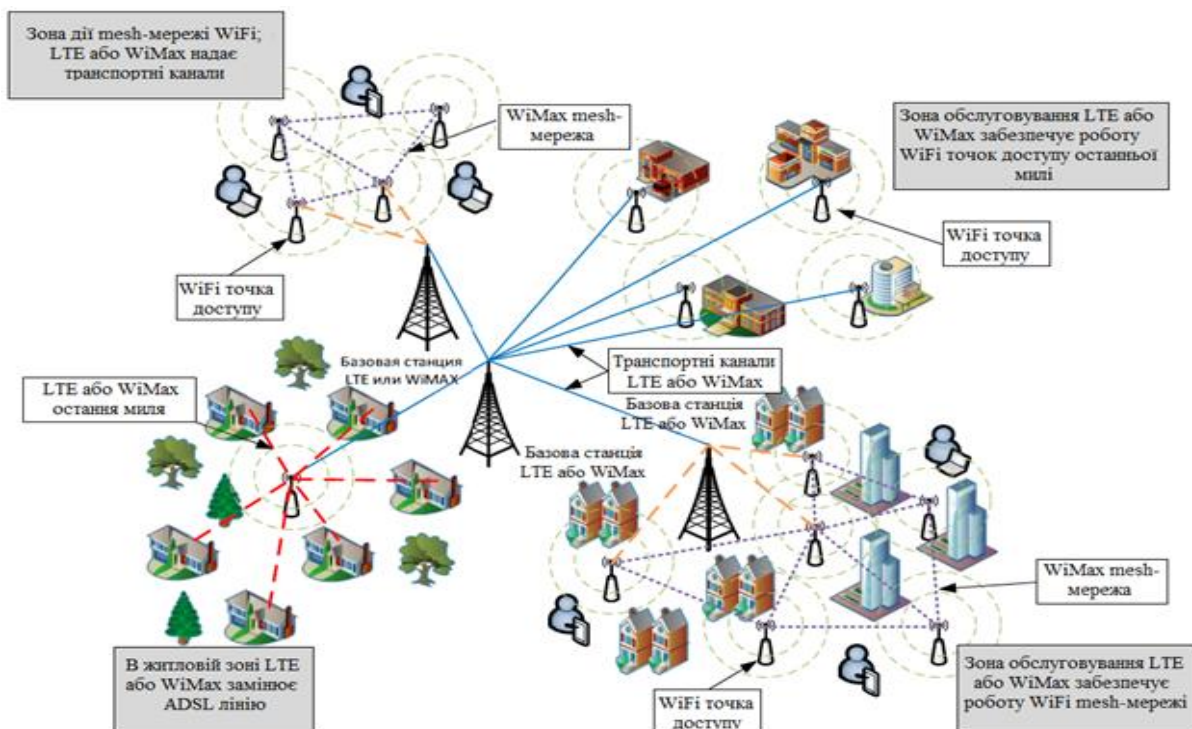 Зона дії mesh-мережі WiFi;
LTE або WiMax надає
транспортні канали
WiMax mesh-
мережа
Зона обслуговування LTE або
WiMax забезпечує роботу
WiFi точок доступу останньої
милі
WiFi точка
доступу
WiFi точка
доступу
Базовая станция
LTE или WiMAX
Транспортні канали
LTE або WiMax
LTE або WiMax
остання миля
Базова станція
LTE або WiMax
Базова станція
LTE або WiMax
WiMax mesh-
мережа
В житловій зоні LTE
або WiMax замінює
ADSL лінію
WiFi точка
доступу
Зона обслуговування LTE
або WiMax забезпечує
роботу WiFi mesh-мережі